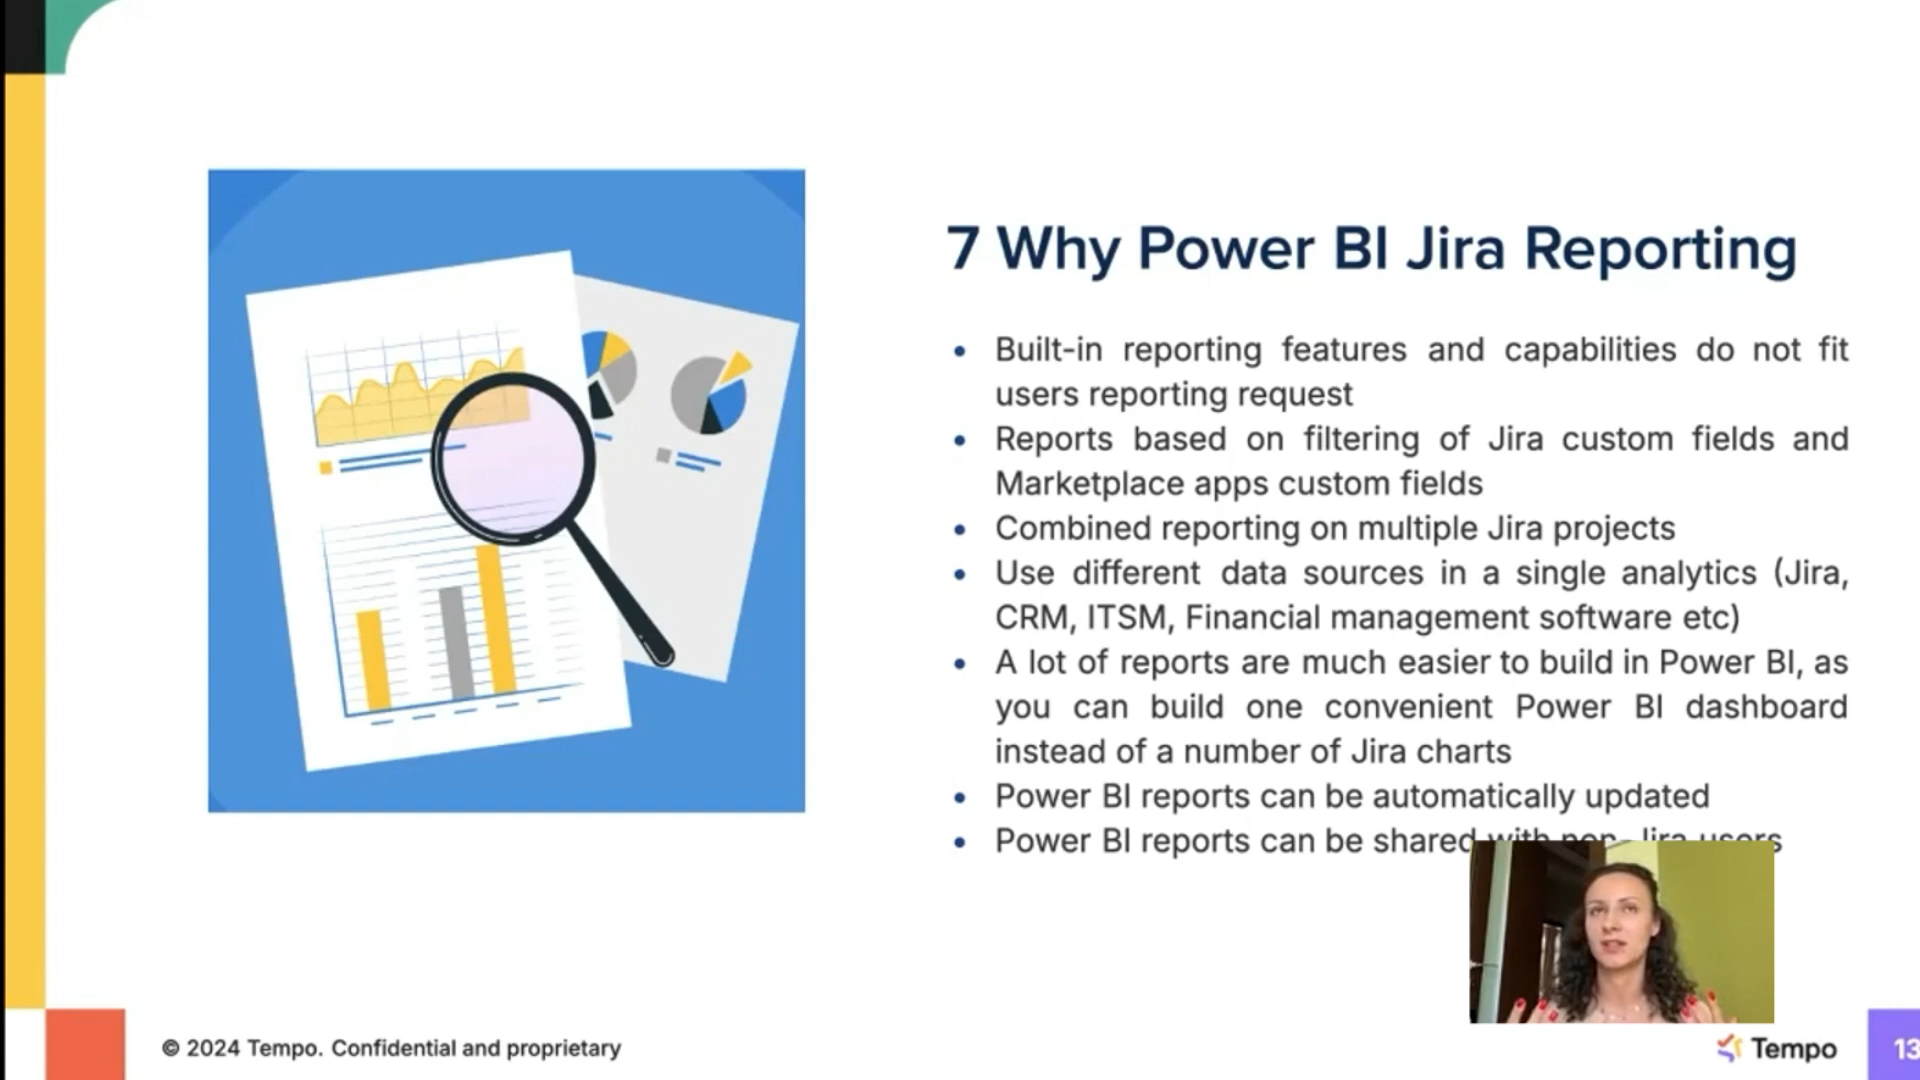 7 Why Power BI Jira Reporting
• Built-in reporting features and capabilities do not fit
users reporting request
• Reports based on filtering of Jira custom fields and
Marketplace apps custom fields
• Combined reporting on multiple Jira projects
• Use different data sources in a single analytics (Jira,
CRM, ITSM, Financial management software etc)
• A lot of reports are much easier to build in Power BI, as
you can build one convenient Power BI dashboard
instead of a number of Jira charts
• Power BI reports can be automatically updated
• Power BI reports can be shared with non-Jira users
© 2024 Tempo. Confidential and proprietary
Tempo
13